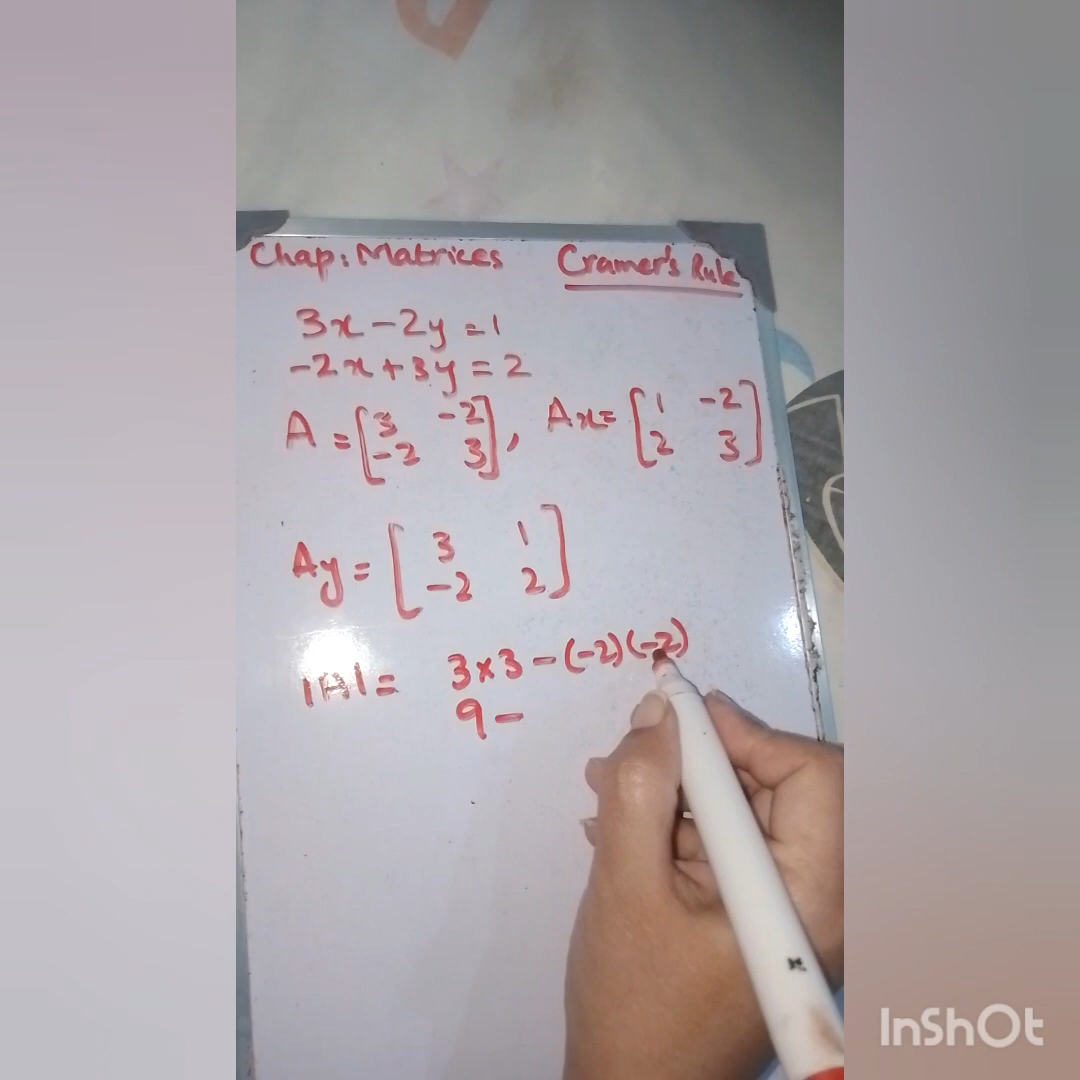 Chap: Matrices Cramer's Rule
3x - 2y = 1
-2x + 3y = 2
A = [3 -2
-2 3], Ax = [1 -2
2 3]
Ay = [3 1
-2 2]
|A| = 3 × 3 - (-2)(-2)
9 -
InShOt